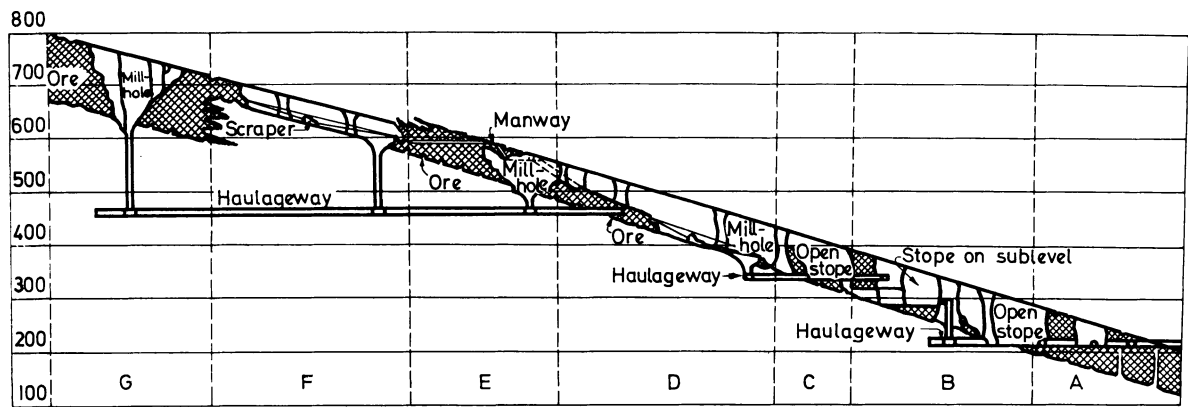 800
700
600
500
400
300
200
100
Ore
Mill-
hole
Scraper
Haulageway
Ore
Manway
Mill-
hole
Ore
Mill-
hole
Haulageway
Open
stope
Stope on sublevel
Haulageway
Open
stope
G
F
E
D
C
B
A